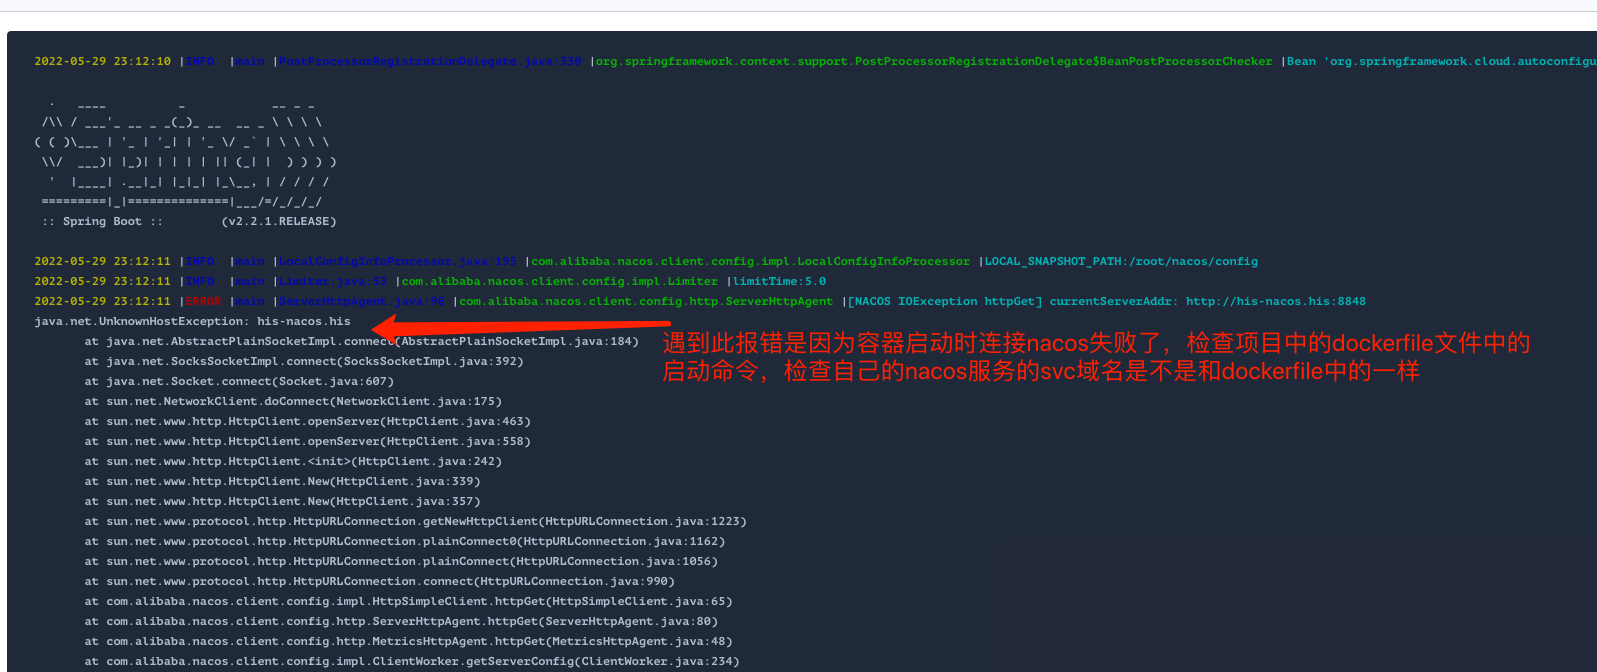 2022-05-29 23:12:10 |INFO  |main |PostProcessorRegistrationDelegate.java:330 |org.springframework.context.support.PostProcessorRegistrationDelegate$BeanPostProcessorChecker |Bean 'org.springframework.cloud.autoconfigu
  .   ____          _            __ _ _
 /\\ / ___'_ __ _ _(_)_ __  __ _ \ \ \ \
( ( )\___ | '_ | '_| | '_ \/ _` | \ \ \ \
 \\/  ___)| |_)| | | | | || (_| |  ) ) ) )
  '  |____| .__|_| |_|_| |_\__, | / / / /
 =========|_|==============|___/=/_/_/_/
 :: Spring Boot ::        (v2.2.1.RELEASE)
2022-05-29 23:12:11 |INFO  |main |LocalConfigInfoProcessor.java:195 |com.alibaba.nacos.client.config.impl.LocalConfigInfoProcessor |LOCAL_SNAPSHOT_PATH:/root/nacos/config
2022-05-29 23:12:11 |INFO  |main |Limiter.java:53 |com.alibaba.nacos.client.config.impl.Limiter |limitTime:5.0
2022-05-29 23:12:11 |ERROR |main |ServerHttpAgent.java:98 |com.alibaba.nacos.client.config.http.ServerHttpAgent |[NACOS IOException httpGet] currentServerAddr: http://his-nacos.his:8848
java.net.UnknownHostException: his-nacos.his
at java.net.AbstractPlainSocketImpl.connect(AbstractPlainSocketImpl.java:184)
遇到此报错是因为容器启动时连接nacos失败了，检查项目中的dockerfile文件中的
启动命令，检查自己的nacos服务的svc域名是不是和dockerfile中的一样
at java.net.SocksSocketImpl.connect(SocksSocketImpl.java:392)
at java.net.Socket.connect(Socket.java:607)
at sun.net.NetworkClient.doConnect(NetworkClient.java:175)
at sun.net.www.http.HttpClient.openServer(HttpClient.java:463)
at sun.net.www.http.HttpClient.openServer(HttpClient.java:558)
at sun.net.www.http.HttpClient.<init>(HttpClient.java:242)
at sun.net.www.http.HttpClient.New(HttpClient.java:339)
at sun.net.www.http.HttpClient.New(HttpClient.java:357)
at sun.net.www.protocol.http.HttpURLConnection.getNewHttpClient(HttpURLConnection.java:1223)
at sun.net.www.protocol.http.HttpURLConnection.plainConnect0(HttpURLConnection.java:1162)
at sun.net.www.protocol.http.HttpURLConnection.plainConnect(HttpURLConnection.java:1056)
at sun.net.www.protocol.http.HttpURLConnection.connect(HttpURLConnection.java:990)
at com.alibaba.nacos.client.config.impl.HttpSimpleClient.httpGet(HttpSimpleClient.java:65)
at com.alibaba.nacos.client.config.http.ServerHttpAgent.httpGet(ServerHttpAgent.java:80)
at com.alibaba.nacos.client.config.http.MetricsHttpAgent.httpGet(MetricsHttpAgent.java:48)
at com.alibaba.nacos.client.config.impl.ClientWorker.getServerConfig(ClientWorker.java:234)